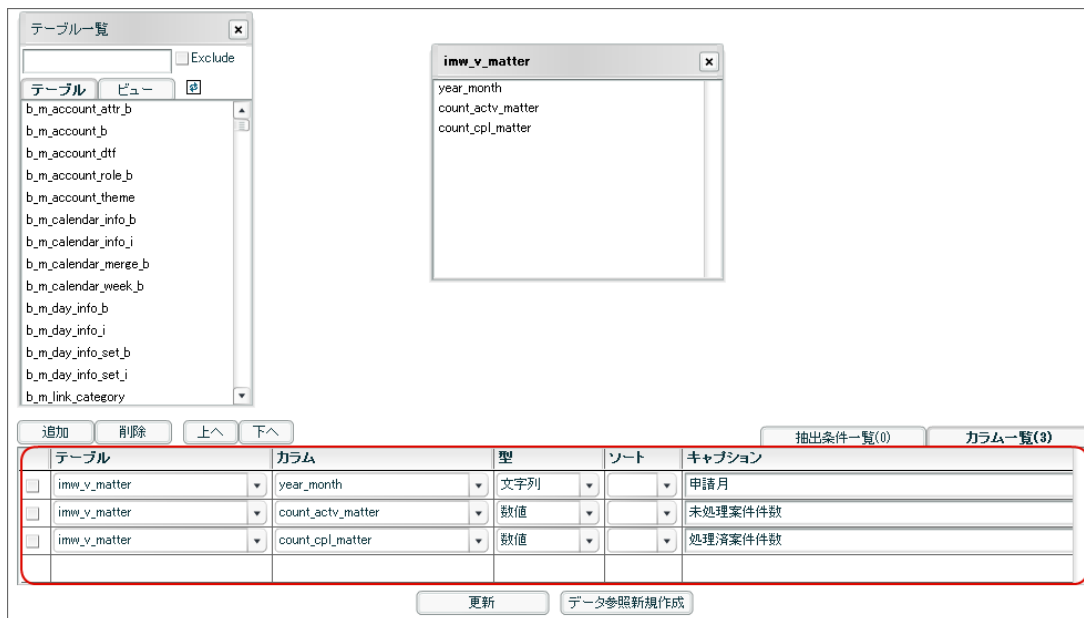 テーブル一覧
Exclude
テーブル ビュー
b_m_account_attr_b
b_m_account_b
b_m_account_dtf
b_m_account_role_b
b_m_account_theme
b_m_calendar_info_b
b_m_calendar_info_i
b_m_calendar_merge_b
b_m_calendar_week_b
b_m_day_info_b
b_m_day_info_i
b_m_day_info_set_b
b_m_day_info_set_i
b_m_link_category
imw_v_matter
year_month
count_actv_matter
count_cpl_matter
追加 削除 上へ 下へ 抽出条件一覧(0) カラム一覧(3)
テーブル カラム 型 ソート キャプション
imw_v_matter year_month 文字列 申請月
imw_v_matter count_actv_matter 数値 未処理案件件数
imw_v_matter count_cpl_matter 数値 処理済案件件数
更新 データ参照新規作成